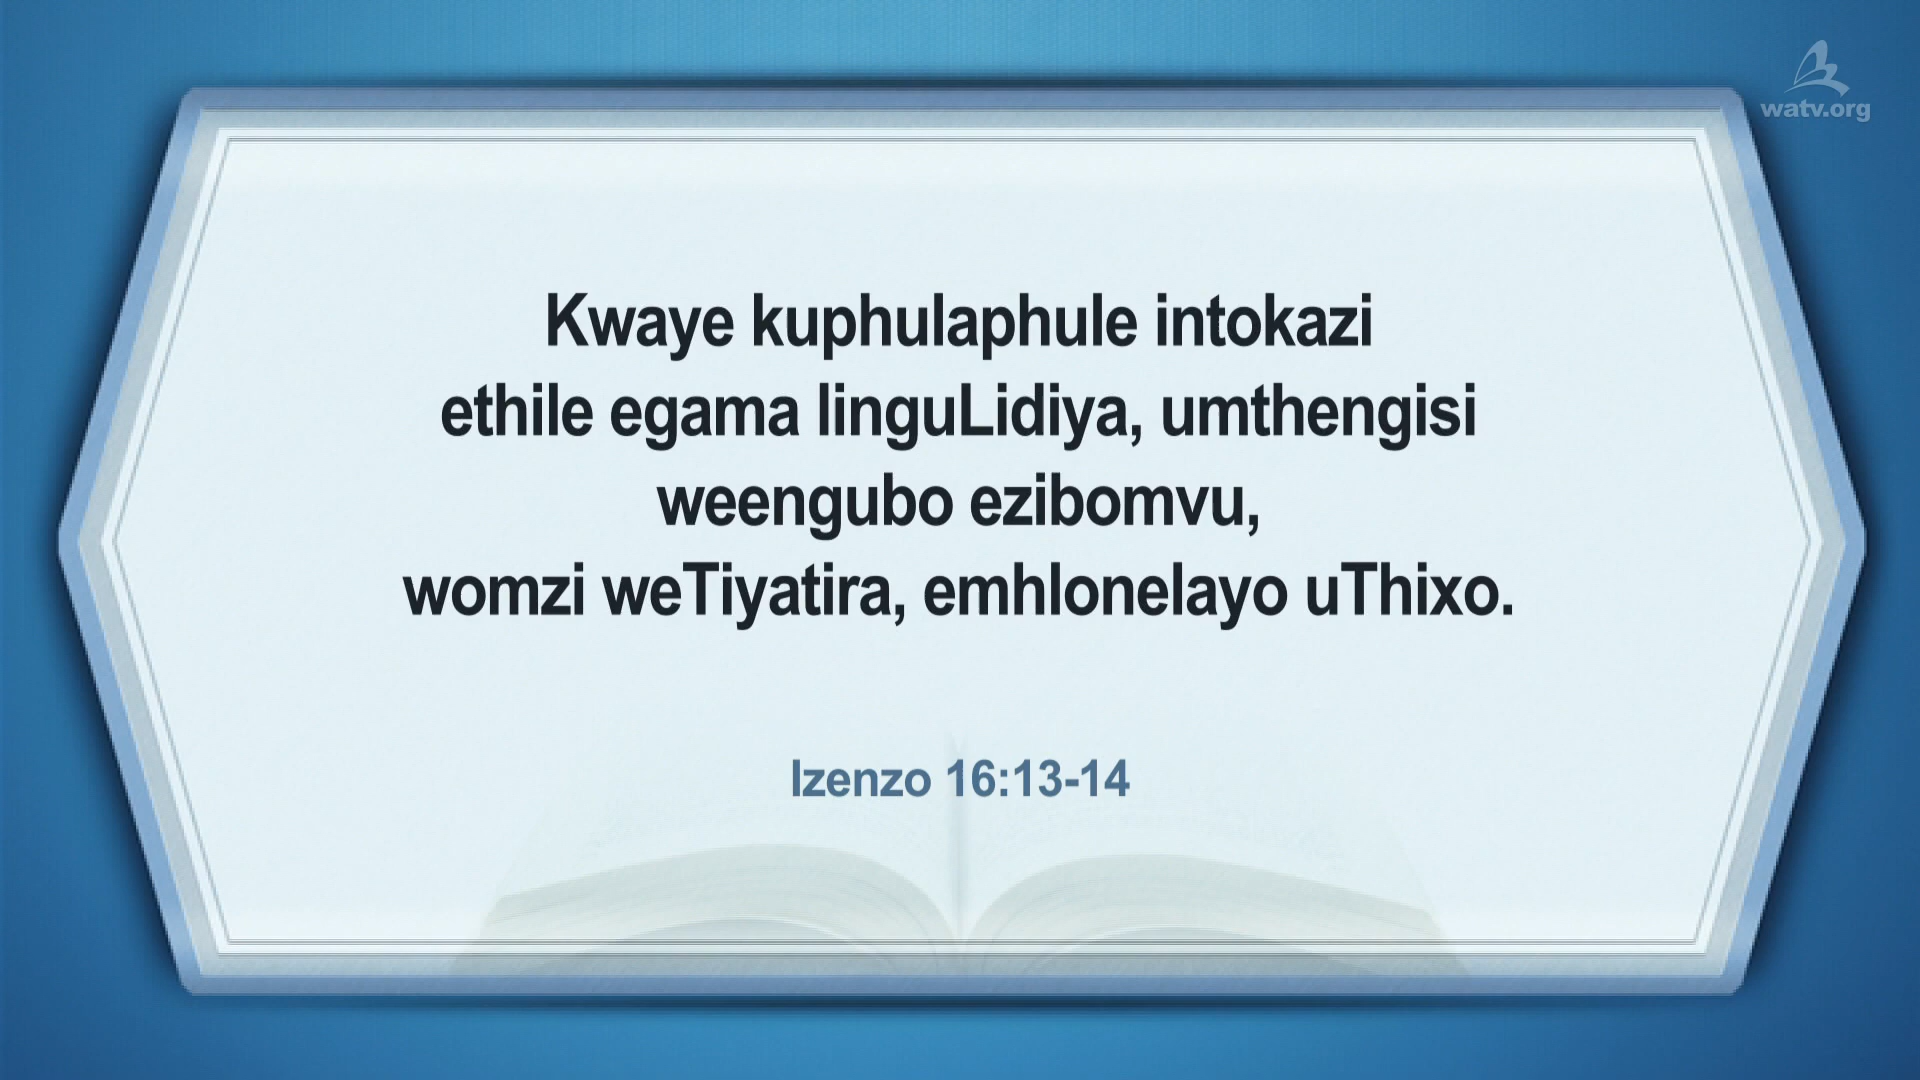 watv.org
Kwaye kuphulaphule intokazi
ethile egama linguLidiya, umthengisi
weengubo ezibomvu,
womzi weTiyatira, emhlonelayo uThixo.
Izenzo 16:13-14